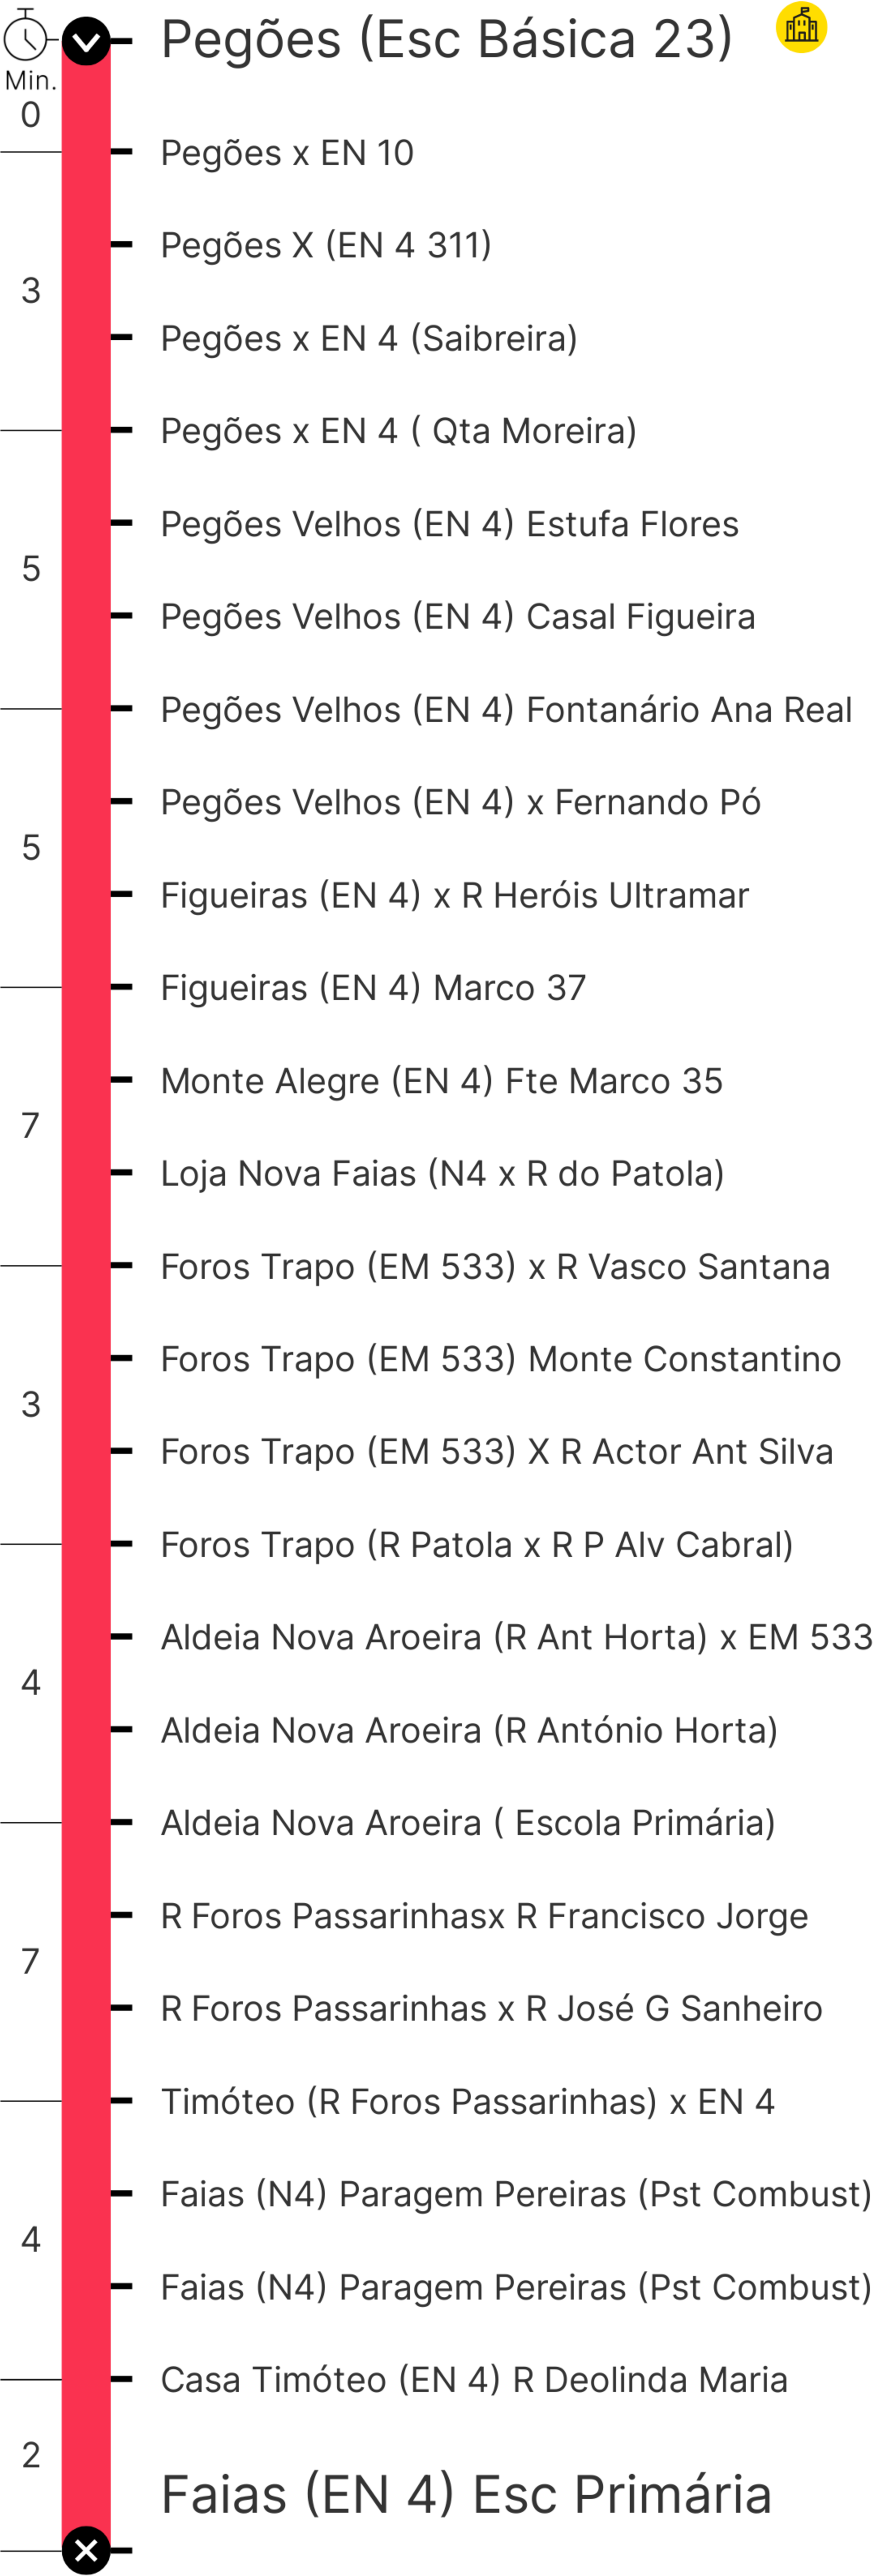 Pegões (Esc Básica 23)
Min.
0
Pegões x EN 10
Pegões X (EN 4 311)
3
Pegões x EN 4 (Saibreira)
Pegões x EN 4 ( Qta Moreira)
Pegões Velhos (EN 4) Estufa Flores
5
Pegões Velhos (EN 4) Casal Figueira
Pegões Velhos (EN 4) Fontanário Ana Real
Pegões Velhos (EN 4) x Fernando Pó
5
Figueiras (EN 4) x R Heróis Ultramar
Figueiras (EN 4) Marco 37
Monte Alegre (EN 4) Fte Marco 35
7
Loja Nova Faias (N4 x R do Patola)
Foros Trapo (EM 533) x R Vasco Santana
Foros Trapo (EM 533) Monte Constantino
3
Foros Trapo (EM 533) X R Actor Ant Silva
Foros Trapo (R Patola x R P Alv Cabral)
Aldeia Nova Aroeira (R Ant Horta) x EM 533
4
Aldeia Nova Aroeira (R António Horta)
Aldeia Nova Aroeira ( Escola Primária)
R Foros Passarinhasx R Francisco Jorge
7
R Foros Passarinhas x R José G Sanheiro
Timóteo (R Foros Passarinhas) x EN 4
Faias (N4) Paragem Pereiras (Pst Combust)
4
Faias (N4) Paragem Pereiras (Pst Combust)
Casa Timóteo (EN 4) R Deolinda Maria
2
Faias (EN 4) Esc Primária